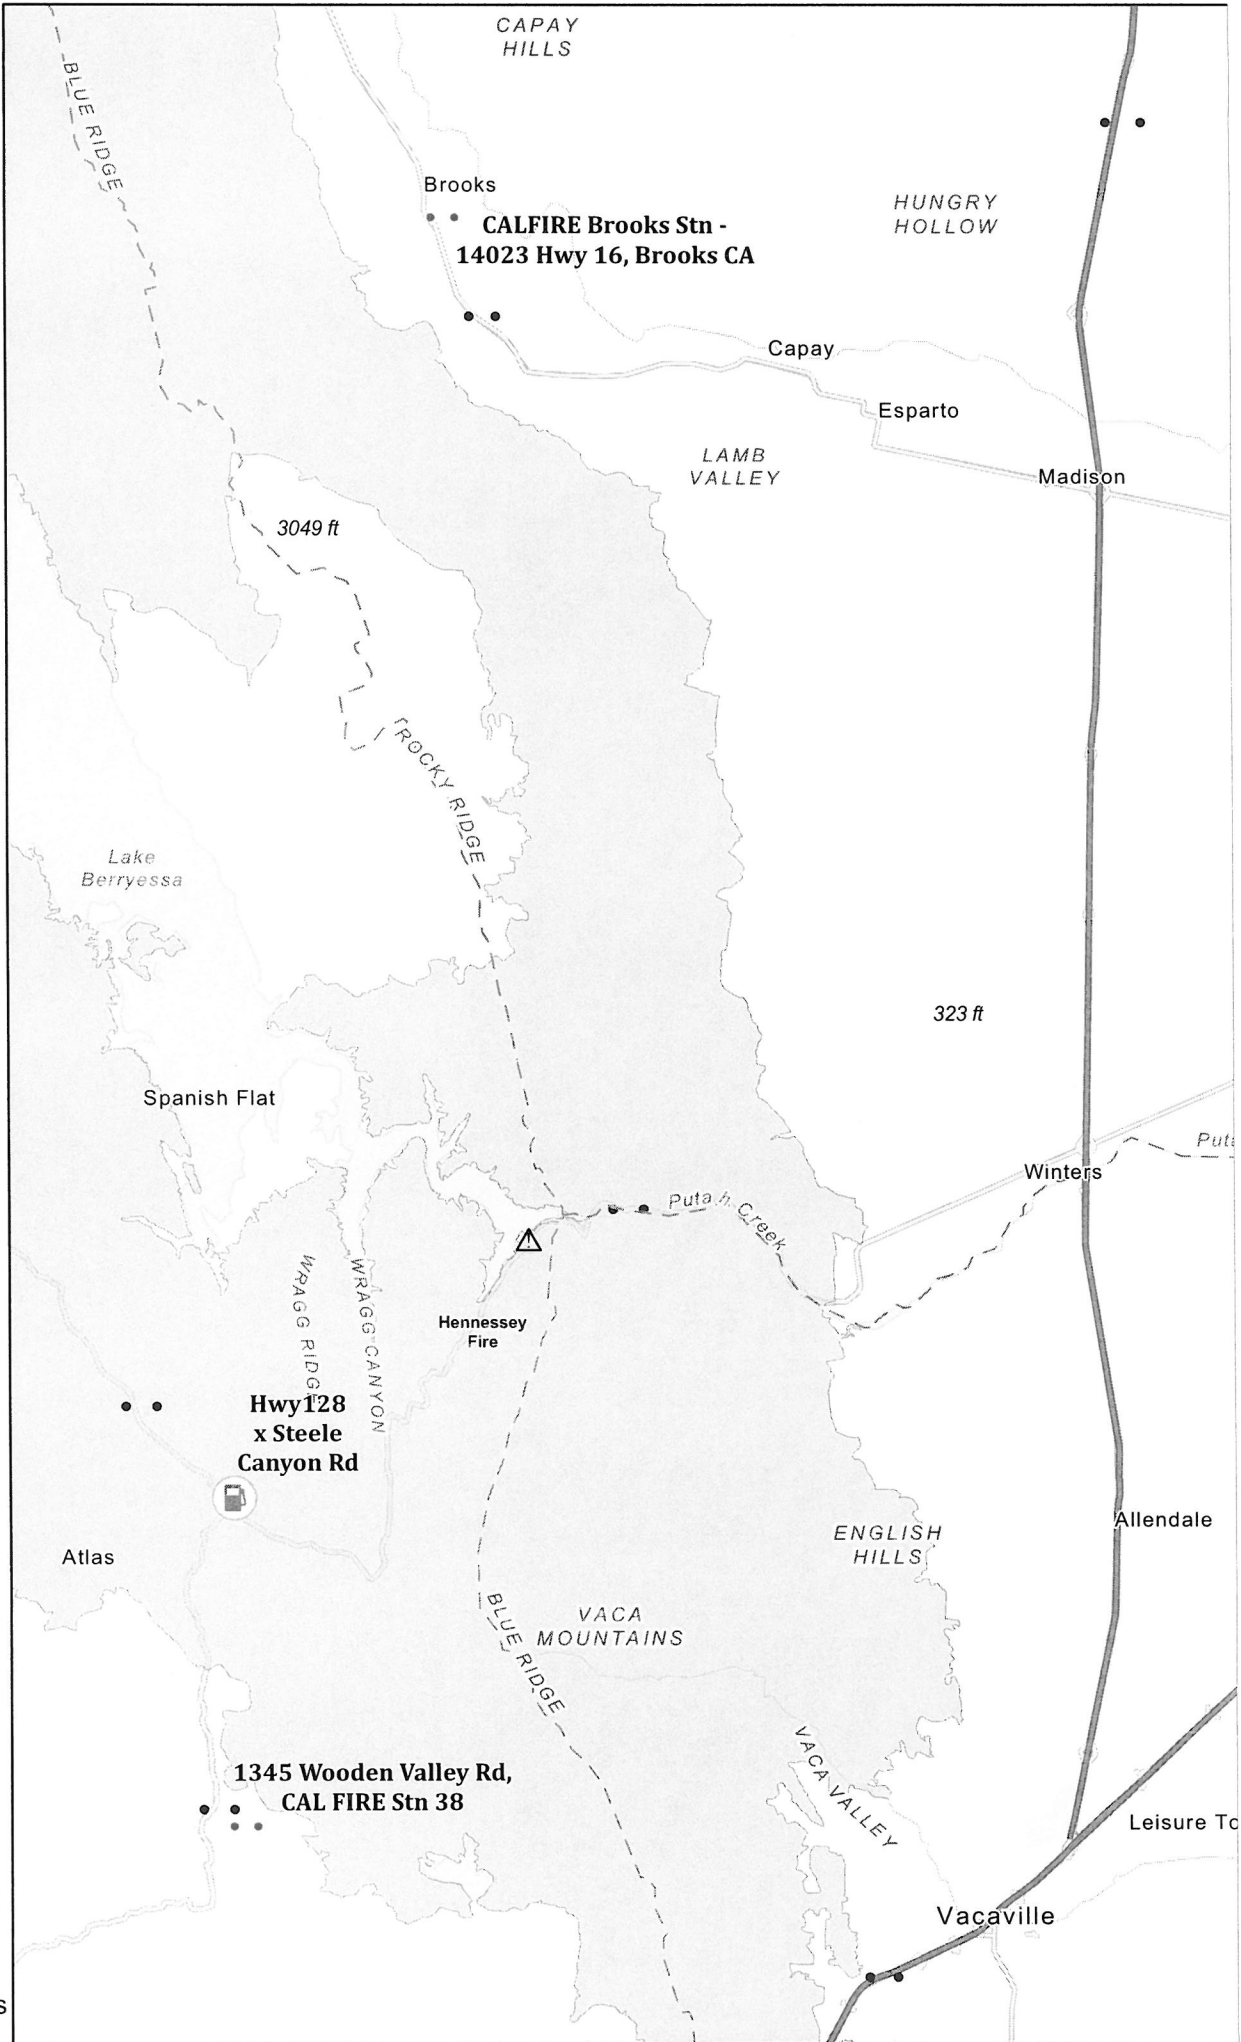 CAPAY
HILLS
BLUE RIDGE
Brooks
CALFIRE Brooks Stn -
14023 Hwy 16, Brooks CA
HUNGRY
HOLLOW
Capay
Esparto
LAMB
VALLEY
Madison
3049 ft
ROCKY RIDGE
Lake
Berryessa
323 ft
Spanish Flat
Winters
Putah Creek
WRAGG RIDGE
WRAGG CANYON
Hennessey
Fire
Hwy128
x Steele
Canyon Rd
Allendale
ENGLISH
HILLS
Atlas
VACA
MOUNTAINS
BLUE RIDGE
VACA VALLEY
1345 Wooden Valley Rd,
CAL FIRE Stn 38
Leisure To
Vacaville
s